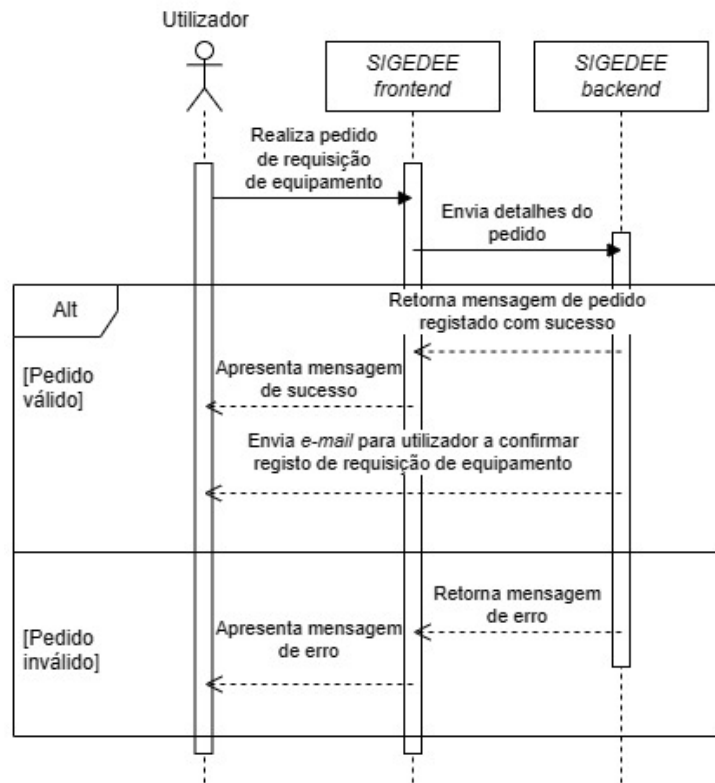 Utilizador
SIGEDEE
frontend
SIGEDEE
backend
Realiza pedido
de requisição
de equipamento
Envia detalhes do
pedido
Alt
Retorna mensagem de pedido
registado com sucesso
[Pedido
válido]
Apresenta mensagem
de sucesso
Envia e-mail para utilizador a confirmar
registo de requisição de equipamento
Retorna mensagem
de erro
[Pedido
inválido]
Apresenta mensagem
de erro